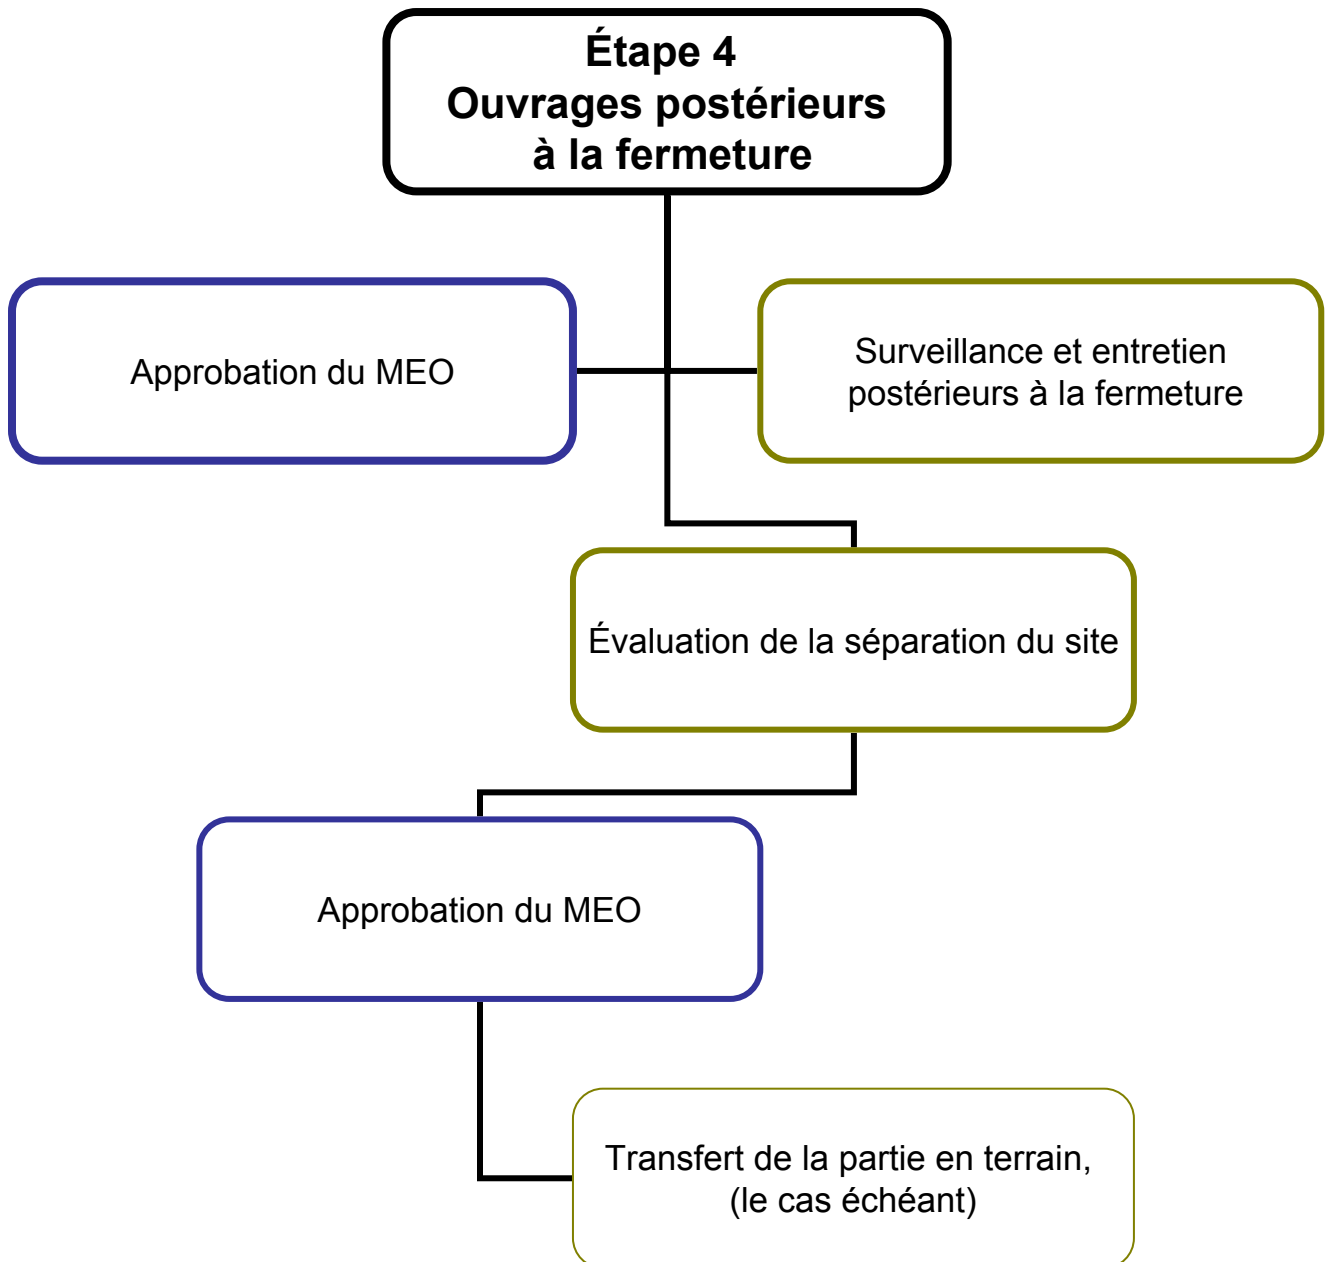 Étape 4
Ouvrages postérieurs
à la fermeture
Approbation du MEO
Surveillance et entretien
postérieurs à la fermeture
Évaluation de la séparation du site
Approbation du MEO
Transfert de la partie en terrain,
(le cas échéant)